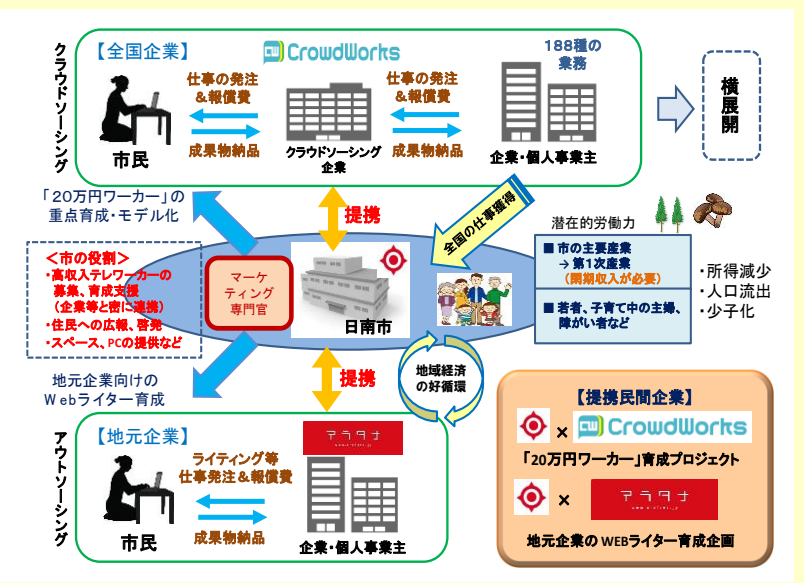 クラウドソーシング
【全国企業】
CrowdWorks
188種の
業務
仕事の発注
＆報償費
成果物納品
市民
クラウドソーシング
企業
仕事の発注
＆報償費
成果物納品
企業・個人事業主
横展開
「20万円ワーカー」の
重点育成・モデル化
提携
全国の仕事獲得
潜在的労働力
■市の主要産業
→ 第1次産業
（閑期収入が必要）
■若者、子育て中の主婦、
障がい者など
・所得減少
・人口流出
・少子化
＜市の役割＞
・高収入テレワーカーの
募集、育成支援
（企業等と密に連携）
・住民への広報、啓発
・スペース、PCの提供など
マーケ
ティング
専門官
日南市
地元企業向けの
Ｗｅｂライター育成
提携
地域経済
の好循環
アウトソーシング
【地元企業】
アラタナ
ライティング等
仕事発注＆報償費
成果物納品
市民
企業・個人事業主
【提携民間企業】
× CrowdWorks
「20万円ワーカー」育成プロジェクト
× アラタナ
地元企業の WEBライター育成企画